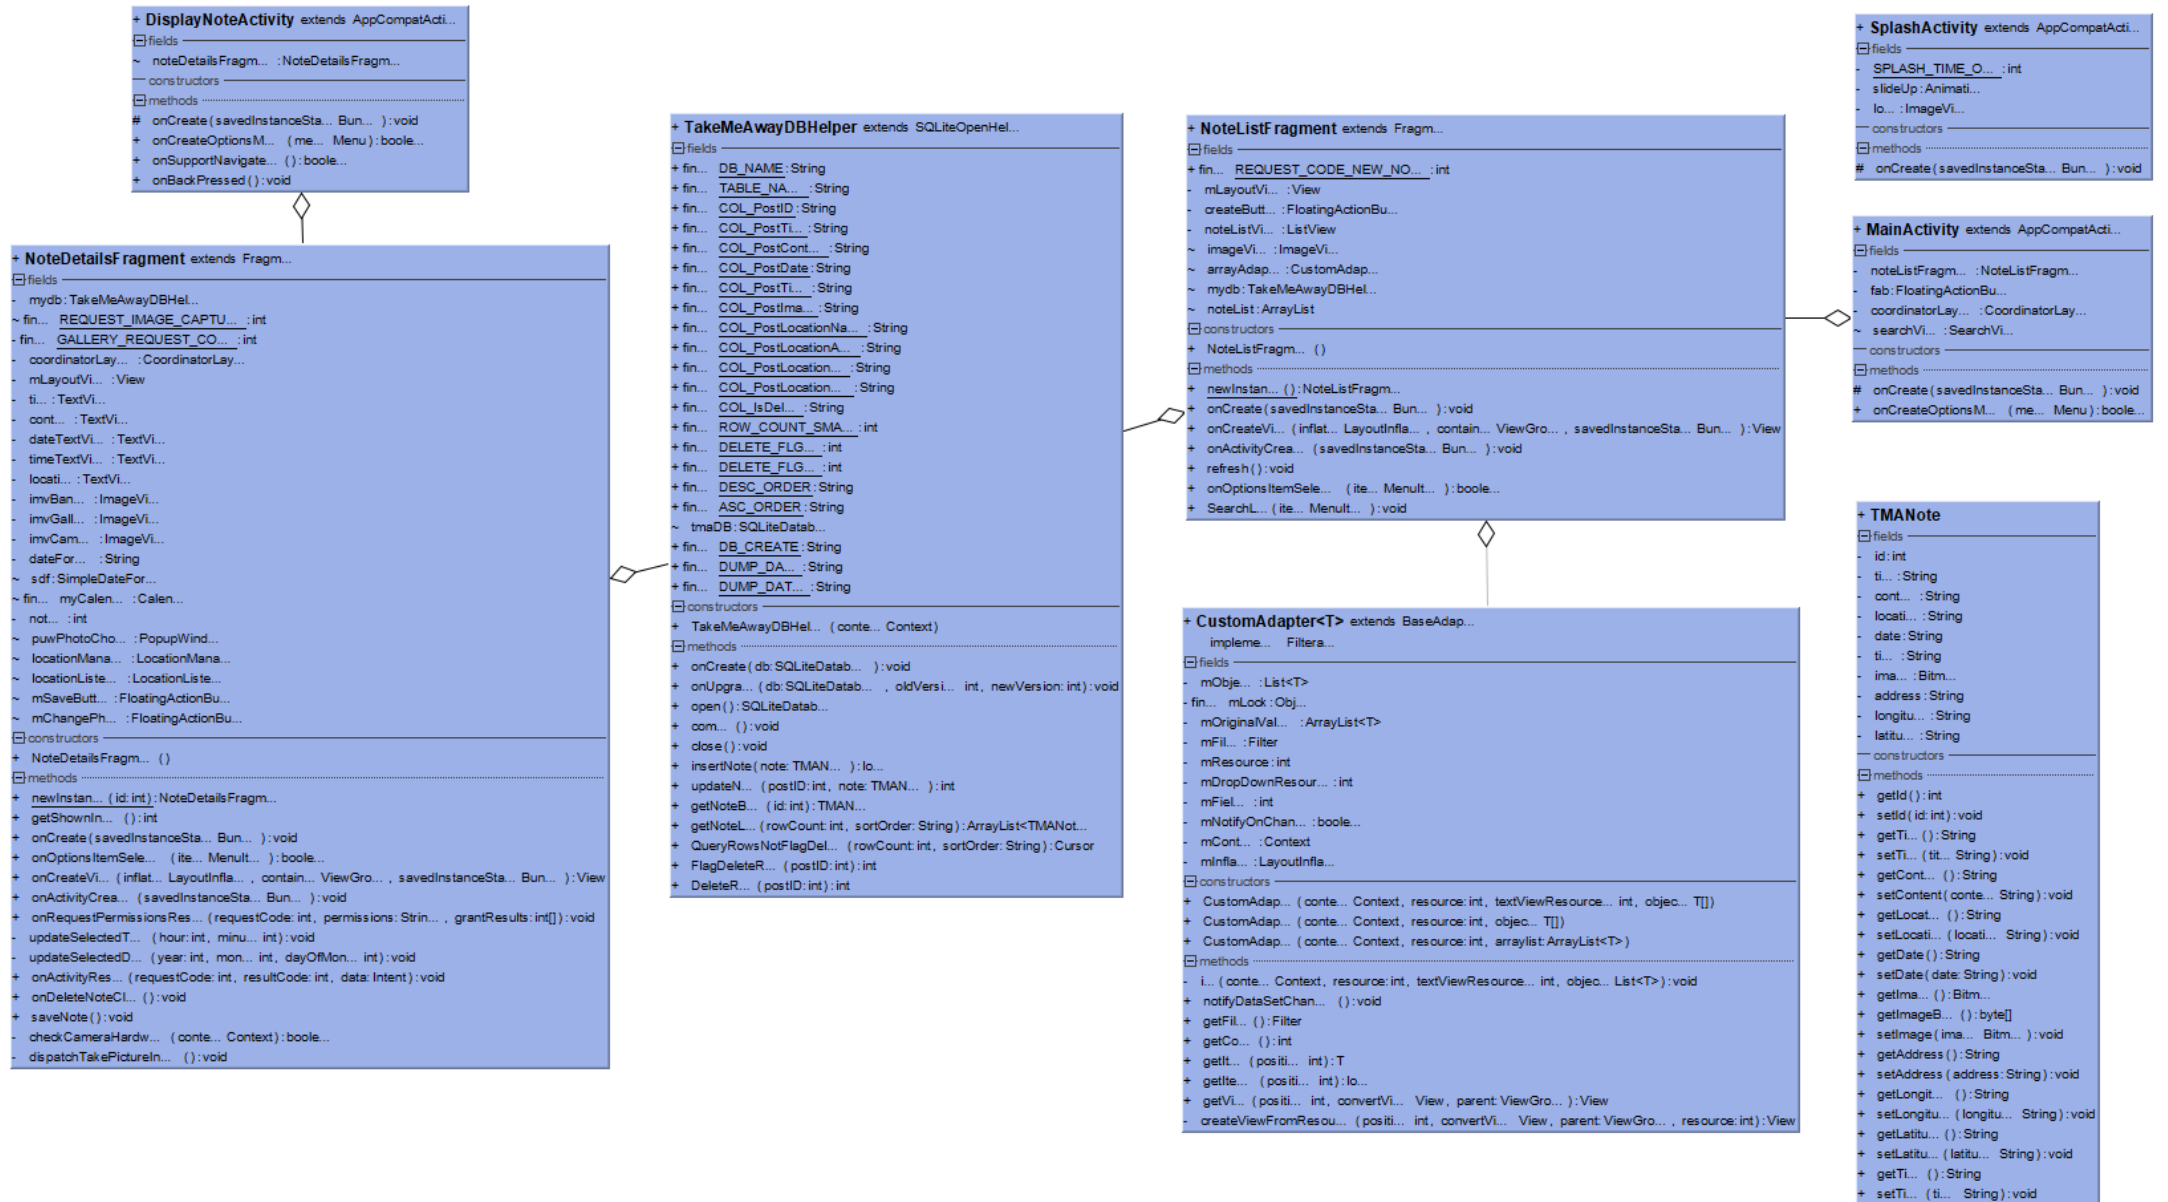 + DisplayNoteActivity extends AppCompatActi...
fields
~ noteDetailsFragm... :NoteDetailsFragm...
constructors
methods
# onCreate(savedInstanceSta... Bun... ):void
+ onCreateOptionsM... (me... Menu):boole...
+ onSupportNavigate... ():boole...
+ onBackPressed():void
+ NoteDetailsFragment extends Fragm...
fields
- mydb:TakeMeAwayDBHel...
~ fin... REQUEST_IMAGE_CAPTU... :int
- fin... GALLERY_REQUEST_CO... :int
- coordinatorLay... :CoordinatorLay...
- mLayoutVi... :View
- ti... :TextVi...
- cont... :TextVi...
- dateTextVi... :TextVi...
- timeTextVi... :TextVi...
- locati... :TextVi...
- imvBan... :ImageVi...
- imvGall... :ImageVi...
- imvCam... :ImageVi...
- dateFor... :String
~ sdf:SimpleDateFor...
~ fin... myCalen... :Calen...
- not... :int
~ puwPhotoCho... :PopupWind...
~ locationMana... :LocationMana...
~ locationListe... :LocationListe...
~ mSaveButt... :FloatingActionBu...
~ mChangePh... :FloatingActionBu...
constructors
+ NoteDetailsFragm... ()
methods
+ newInstan... (id:int):NoteDetailsFragm...
+ getShownIn... ():int
+ onCreate(savedInstanceSta... Bun... ):void
+ onOptionsItemSele... (ite... MenuIt... ):boole...
+ onCreateVi... (inflat... LayoutInfla... , contain... ViewGro... , savedInstanceSta... Bun... ):View
+ onActivityCrea... (savedInstanceSta... Bun... ):void
+ onRequestPermissionsRes... (requestCode:int, permissions: Strin... , grantResults:int[]):void
- updateSelectedT... (hour:int, minu... int):void
- updateSelectedD... (year:int, mon... int, dayOfMon... int):void
+ onActivityRes... (requestCode:int, resultCode:int, data:Intent):void
+ onDeleteNoteCl... ():void
+ saveNote():void
- checkCameraHardw... (conte... Context):boole...
- dispatchTakePictureIn... ():void
+ TakeMeAwayDBHelper extends SQLiteOpenHel...
fields
+ fin... DB_NAME:String
+ fin... TABLE_NA... :String
+ fin... COL_PostID:String
+ fin... COL_PostTi... :String
+ fin... COL_PostCont... :String
+ fin... COL_PostDate:String
+ fin... COL_PostTi... :String
+ fin... COL_PostIma... :String
+ fin... COL_PostLocationNa... :String
+ fin... COL_PostLocationA... :String
+ fin... COL_PostLocation... :String
+ fin... COL_PostLocation... :String
+ fin... COL_IsDel... :String
+ fin... ROW_COUNT_SMA... :int
+ fin... DELETE_FLG... :int
+ fin... DELETE_FLG... :int
+ fin... DESC_ORDER:String
+ fin... ASC_ORDER:String
~ tmaDB:SQLiteDatab...
+ fin... DB_CREATE:String
+ fin... DUMP_DA... :String
+ fin... DUMP_DAT... :String
constructors
+ TakeMeAwayDBHel... (conte... Context)
methods
+ onCreate(db:SQLiteDatab... ):void
+ onUpgra... (db:SQLiteDatab... , oldVersi... int, newVersion:int):void
+ open():SQLiteDatab...
+ com... ():void
+ close():void
+ insertNote(note:TMAN... ):lo...
+ updateN... (postID:int, note:TMAN... ):int
+ getNoteB... (id:int):TMAN...
+ getNoteL... (rowCount:int, sortOrder:String):ArrayList<TMANot...
+ QueryRowsNotFlagDel... (rowCount:int, sortOrder:String):Cursor
+ FlagDeleteR... (postID:int):int
+ DeleteR... (postID:int):int
+ NoteListFragment extends Fragm...
fields
+ fin... REQUEST_CODE_NEW_NO... :int
- mLayoutVi... :View
- createButt... :FloatingActionBu...
- noteListVi... :ListView
~ imageVi... :ImageVi...
~ arrayAdap... :CustomAdap...
~ mydb:TakeMeAwayDBHel...
~ noteList:ArrayList
constructors
+ NoteListFragm... ()
methods
+ newInstan... ():NoteListFragm...
+ onCreate(savedInstanceSta... Bun... ):void
+ onCreateVi... (inflat... LayoutInfla... , contain... ViewGro... , savedInstanceSta... Bun... ):View
+ onActivityCrea... (savedInstanceSta... Bun... ):void
+ refresh():void
+ onOptionsItemSele... (ite... MenuIt... ):boole...
+ SearchL... (ite... MenuIt... ):void
+ CustomAdapter<T> extends BaseAdap...
impleme... Filtera...
fields
- mObje... :List<T>
- fin... mLock:Obj...
- mOriginalVal... :ArrayList<T>
- mFil... :Filter
- mResource:int
- mDropDownResour... :int
- mFiel... :int
- mNotifyOnChan... :boole...
- mCont... :Context
- mInfla... :LayoutInfla...
constructors
+ CustomAdap... (conte... Context, resource:int, textViewResource... int, objec... T[])
+ CustomAdap... (conte... Context, resource:int, objec... T[])
+ CustomAdap... (conte... Context, resource:int, arraylist:ArrayList<T>)
methods
- i... (conte... Context, resource:int, textViewResource... int, objec... List<T>):void
+ notifyDataSetChan... ():void
+ getFil... ():Filter
+ getCo... ():int
+ getIt... (positi... int):T
+ getIte... (positi... int):lo...
+ getVi... (positi... int, convertVi... View, parent:ViewGro... ):View
- createViewFromResou... (positi... int, convertVi... View, parent:ViewGro... , resource:int):View
+ SplashActivity extends AppCompatActi...
fields
- SPLASH_TIME_O... :int
- slideUp:Animati...
- lo... :ImageVi...
constructors
methods
# onCreate(savedInstanceSta... Bun... ):void
+ MainActivity extends AppCompatActi...
fields
- noteListFragm... :NoteListFragm...
- fab:FloatingActionBu...
- coordinatorLay... :CoordinatorLay...
~ searchVi... :SearchVi...
constructors
methods
# onCreate(savedInstanceSta... Bun... ):void
+ onCreateOptionsM... (me... Menu):boole...
+ TMANote
fields
- id:int
- ti... :String
- cont... :String
- locati... :String
- date:String
- ti... :String
- ima... :Bitm...
- address:String
- longitu... :String
- latitu... :String
constructors
methods
+ getId():int
+ setId(id:int):void
+ getTi... ():String
+ setTi... (tit... String):void
+ getCont... ():String
+ setContent(conte... String):void
+ getLocat... ():String
+ setLocati... (locati... String):void
+ getDate():String
+ setDate(date:String):void
+ getIma... ():Bitm...
+ getImageB... ():byte[]
+ setImage(ima... Bitm... ):void
+ getAddress():String
+ setAddress(address:String):void
+ getLongit... ():String
+ setLongitu... (longitu... String):void
+ getLatitu... ():String
+ setLatitu... (latitu... String):void
+ getTi... ():String
+ setTi... (ti... String):void